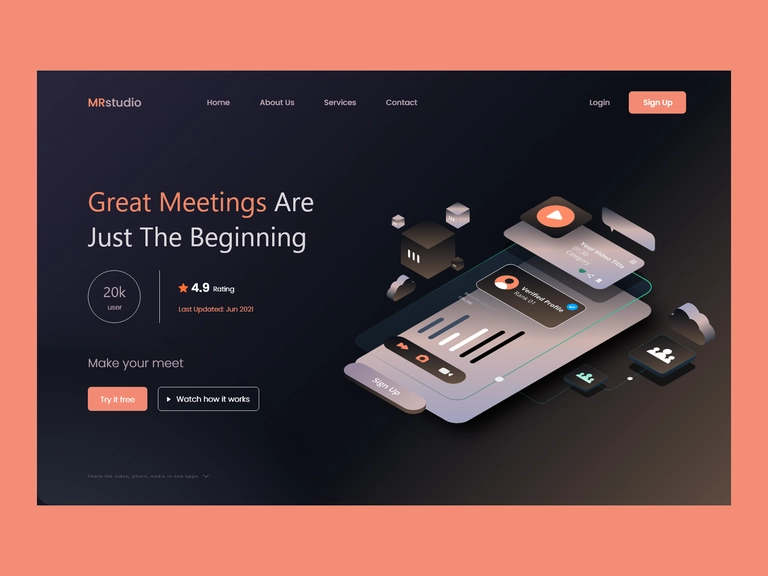 MRstudio
Home
About Us
Services
Contact
Login
Sign Up
Great Meetings Are
Just The Beginning
20k
user
4.9 Rating
Last Updated: Jun 2021
Make your meet
Try it free
Watch how it works
Share the video, photo, audio in one apps
Your Video Title
Category
Verified Profile
Rank 01
Sign Up